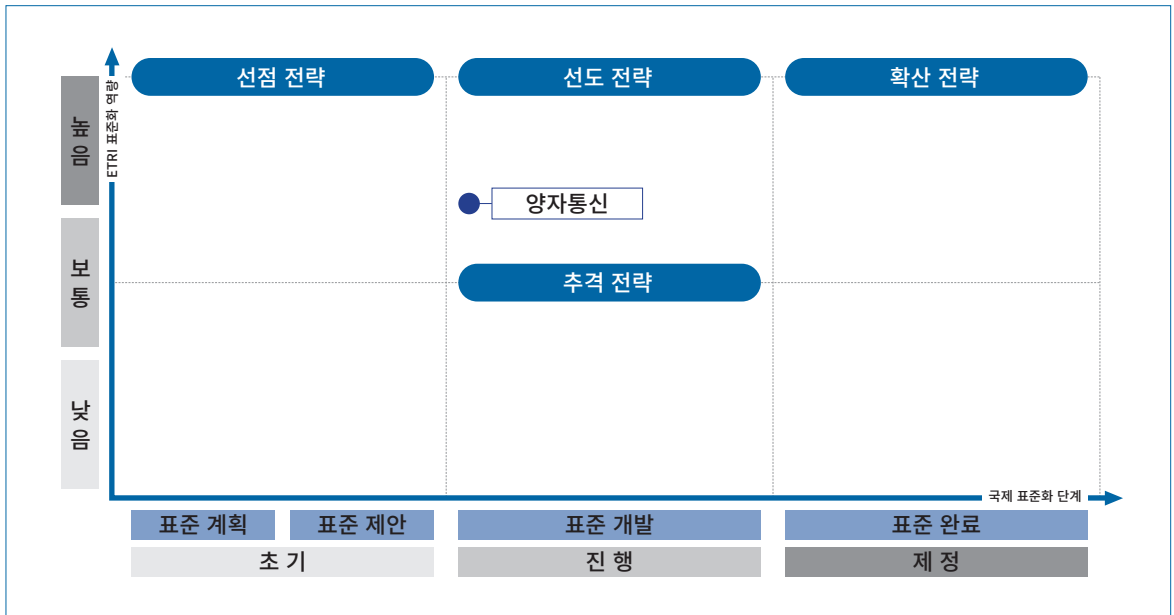 선점 전략
선도 전략
확산 전략
ETRI 표준화 역량
높음
양자통신
보통
추격 전략
낮음
국제 표준화 단계
표준 계획
표준 제안
표준 개발
표준 완료
초 기
진 행
제 정